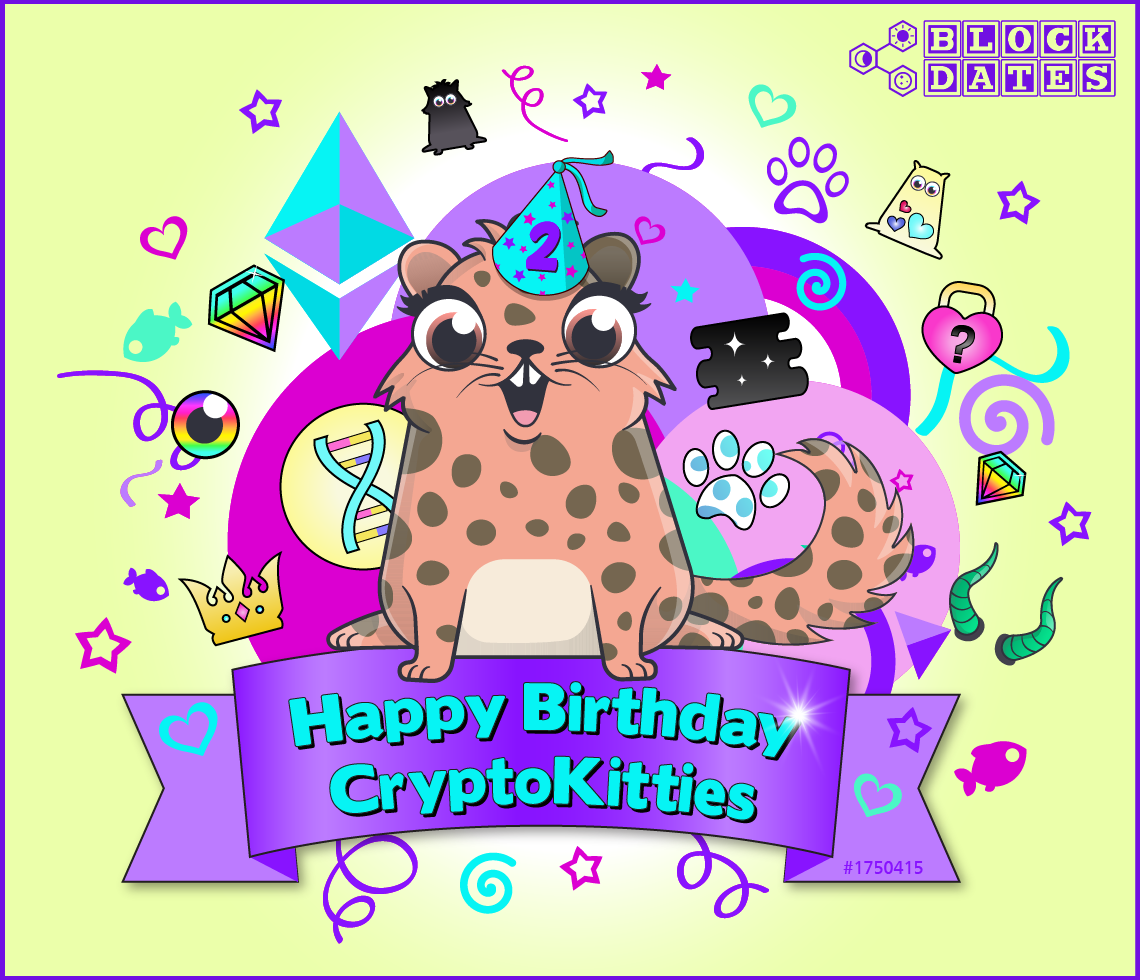 BLOCK
DATES
2
?
Happy Birthday
CryptoKitties
#1750415